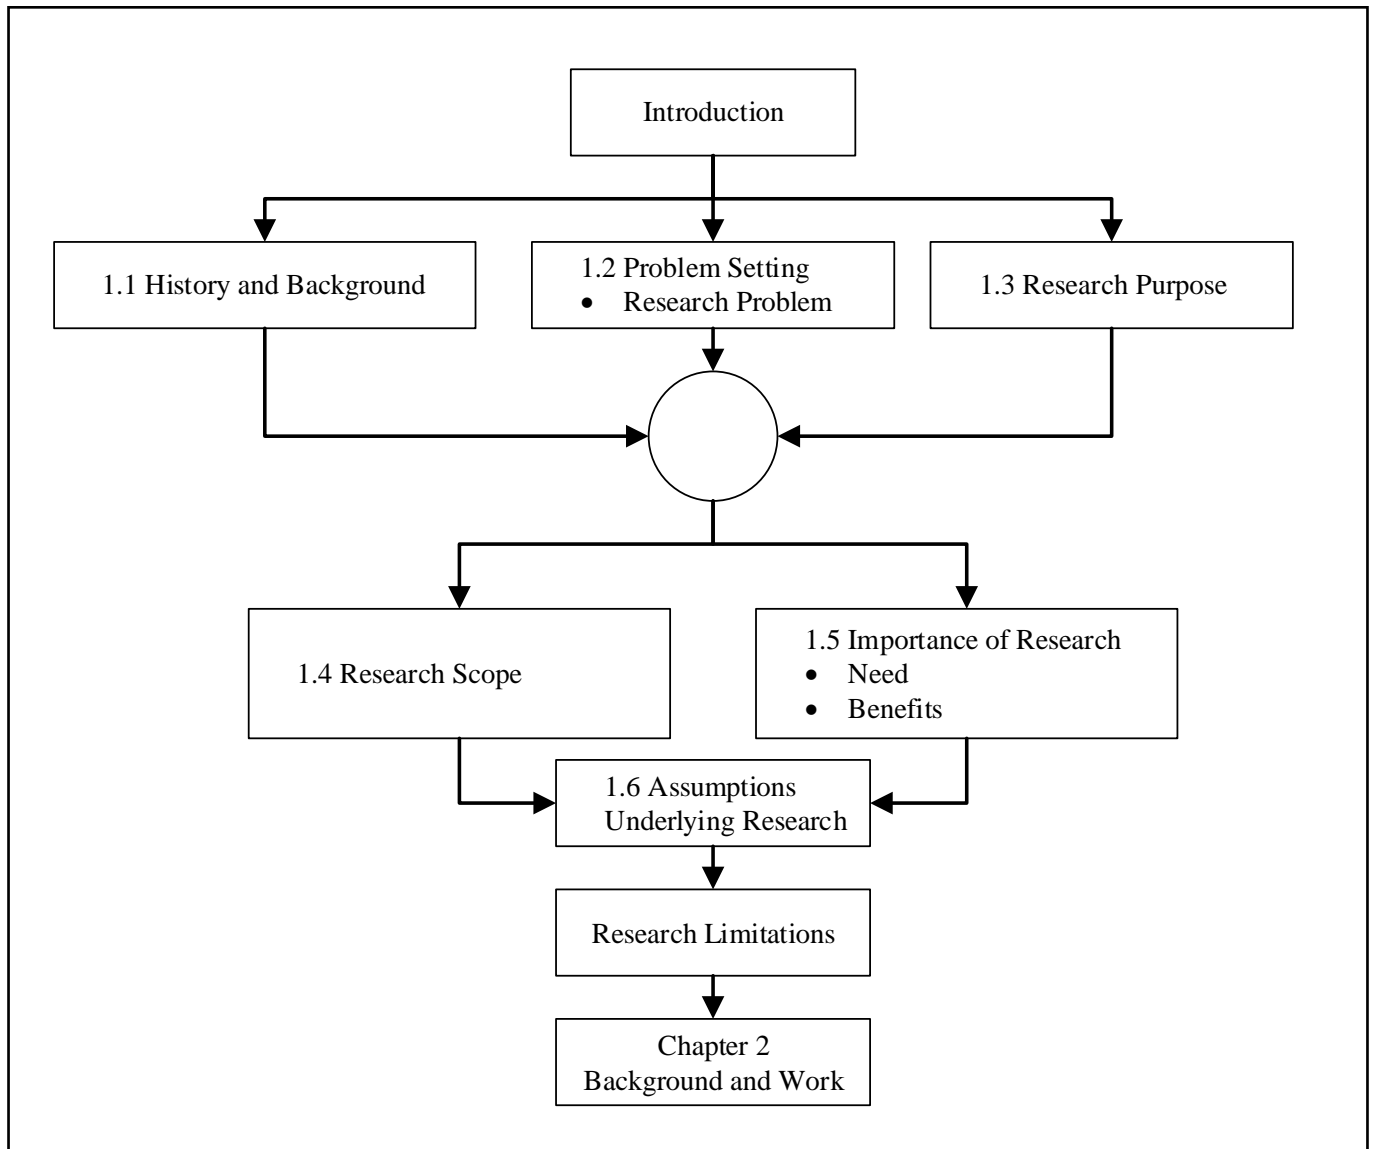 Introduction
1.1 History and Background
1.2 Problem Setting
• Research Problem
1.3 Research Purpose
1.4 Research Scope
1.5 Importance of Research
• Need
• Benefits
1.6 Assumptions
Underlying Research
Research Limitations
Chapter 2
Background and Work